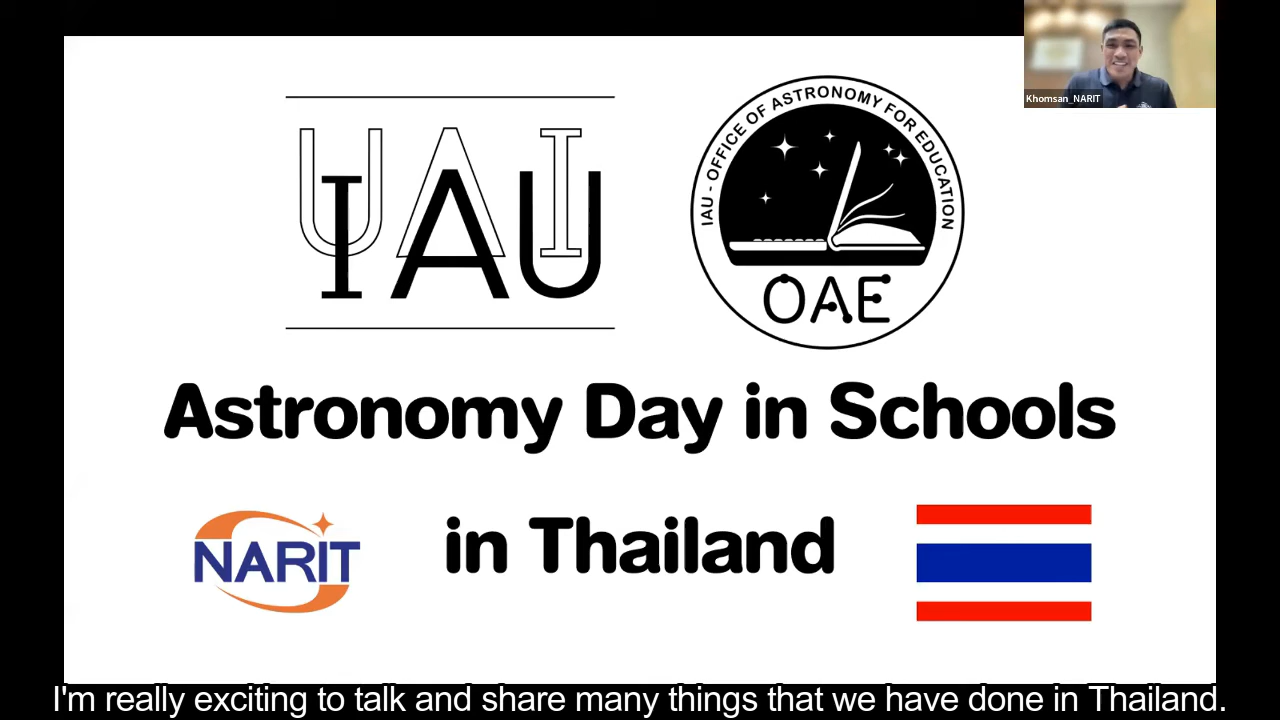 Khomsan_NARIT
UAI
IAU
IAU - OFFICE OF ASTRONOMY FOR EDUCATION
OAE
Astronomy Day in Schools
NARIT
in Thailand
I'm really exciting to talk and share many things that we have done in Thailand.